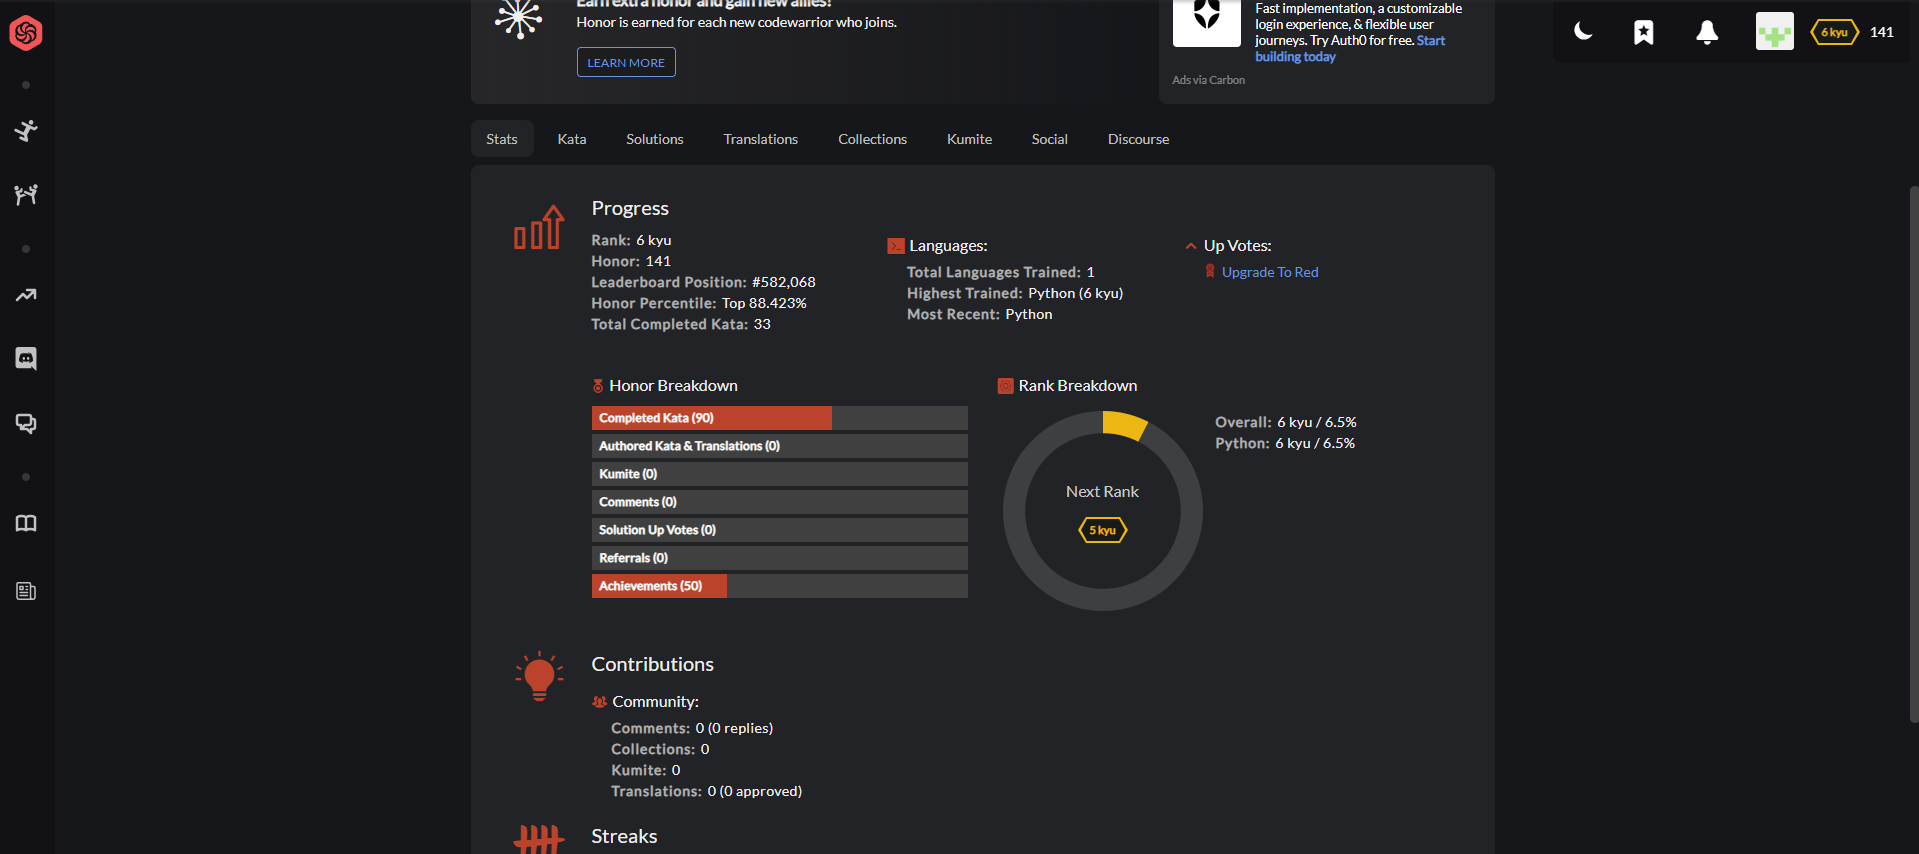 Earn extra honor and gain new allies!
Honor is earned for each new codewarrior who joins.
LEARN MORE
Fast implementation, a customizable
login experience, & flexible user
journeys. Try Auth0 for free. Start
building today
Ads via Carbon
6 kyu 141
Stats Kata Solutions Translations Collections Kumite Social Discourse
Progress
Rank: 6 kyu
Honor: 141
Leaderboard Position: #582,068
Honor Percentile: Top 88.423%
Total Completed Kata: 33
Languages:
Total Languages Trained: 1
Highest Trained: Python (6 kyu)
Most Recent: Python
Up Votes:
Upgrade To Red
Honor Breakdown
Completed Kata (90)
Authored Kata & Translations (0)
Kumite (0)
Comments (0)
Solution Up Votes (0)
Referrals (0)
Achievements (50)
Rank Breakdown
Next Rank
5 kyu
Overall: 6 kyu / 6.5%
Python: 6 kyu / 6.5%
Contributions
Community:
Comments: 0 (0 replies)
Collections: 0
Kumite: 0
Translations: 0 (0 approved)
Streaks